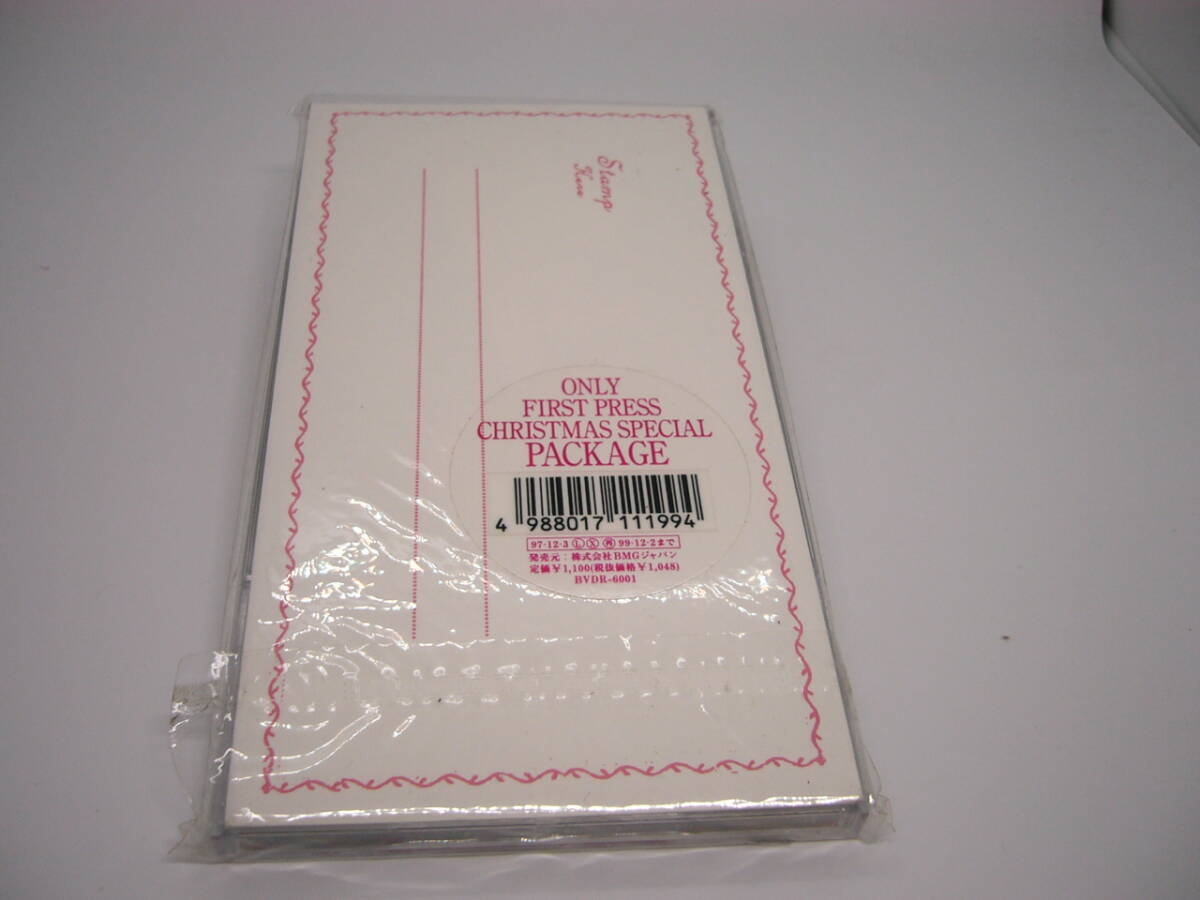 Stamp
Here
ONLY
FIRST PRESS
CHRISTMAS SPECIAL
PACKAGE
4 988017 111994
97・12・3 Ⓛ Ⓧ ㊕ 99・12・2まで
発売元：株式会社BMGジャパン
定価￥1,100(税抜価格￥1,048)
BVDR-6001